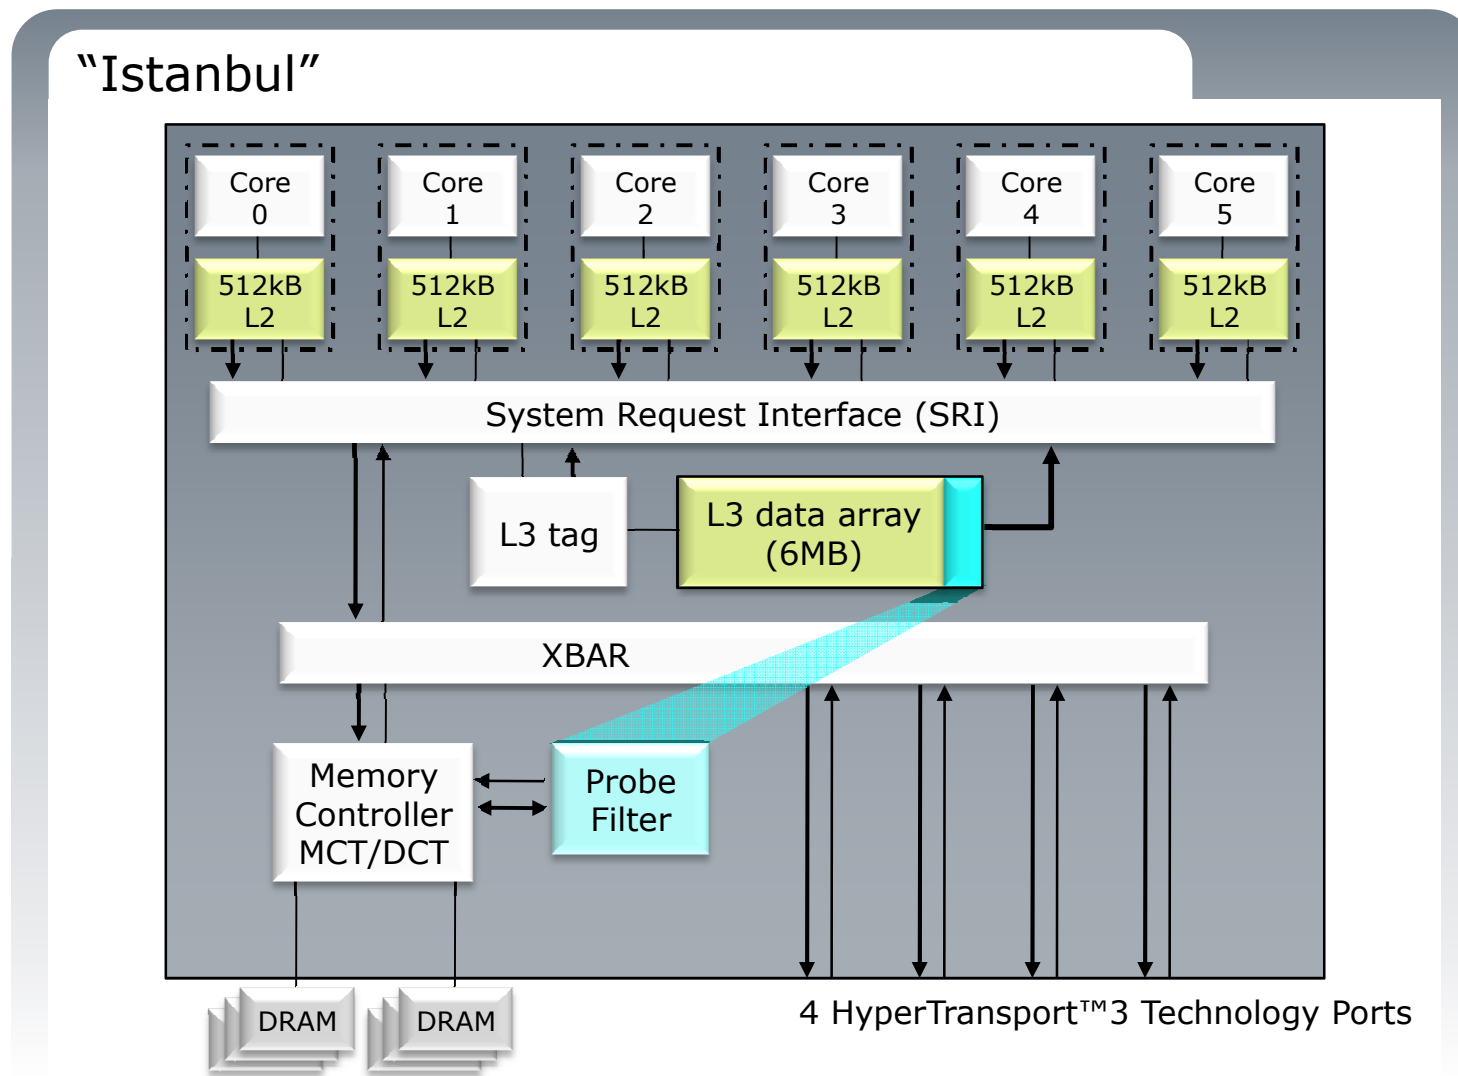 “Istanbul”
Core
0
Core
1
Core
2
Core
3
Core
4
Core
5
512kB
L2
512kB
L2
512kB
L2
512kB
L2
512kB
L2
512kB
L2
System Request Interface (SRI)
L3 tag
L3 data array
(6MB)
XBAR
Memory
Controller
MCT/DCT
Probe
Filter
DRAM
DRAM
4 HyperTransport™3 Technology Ports